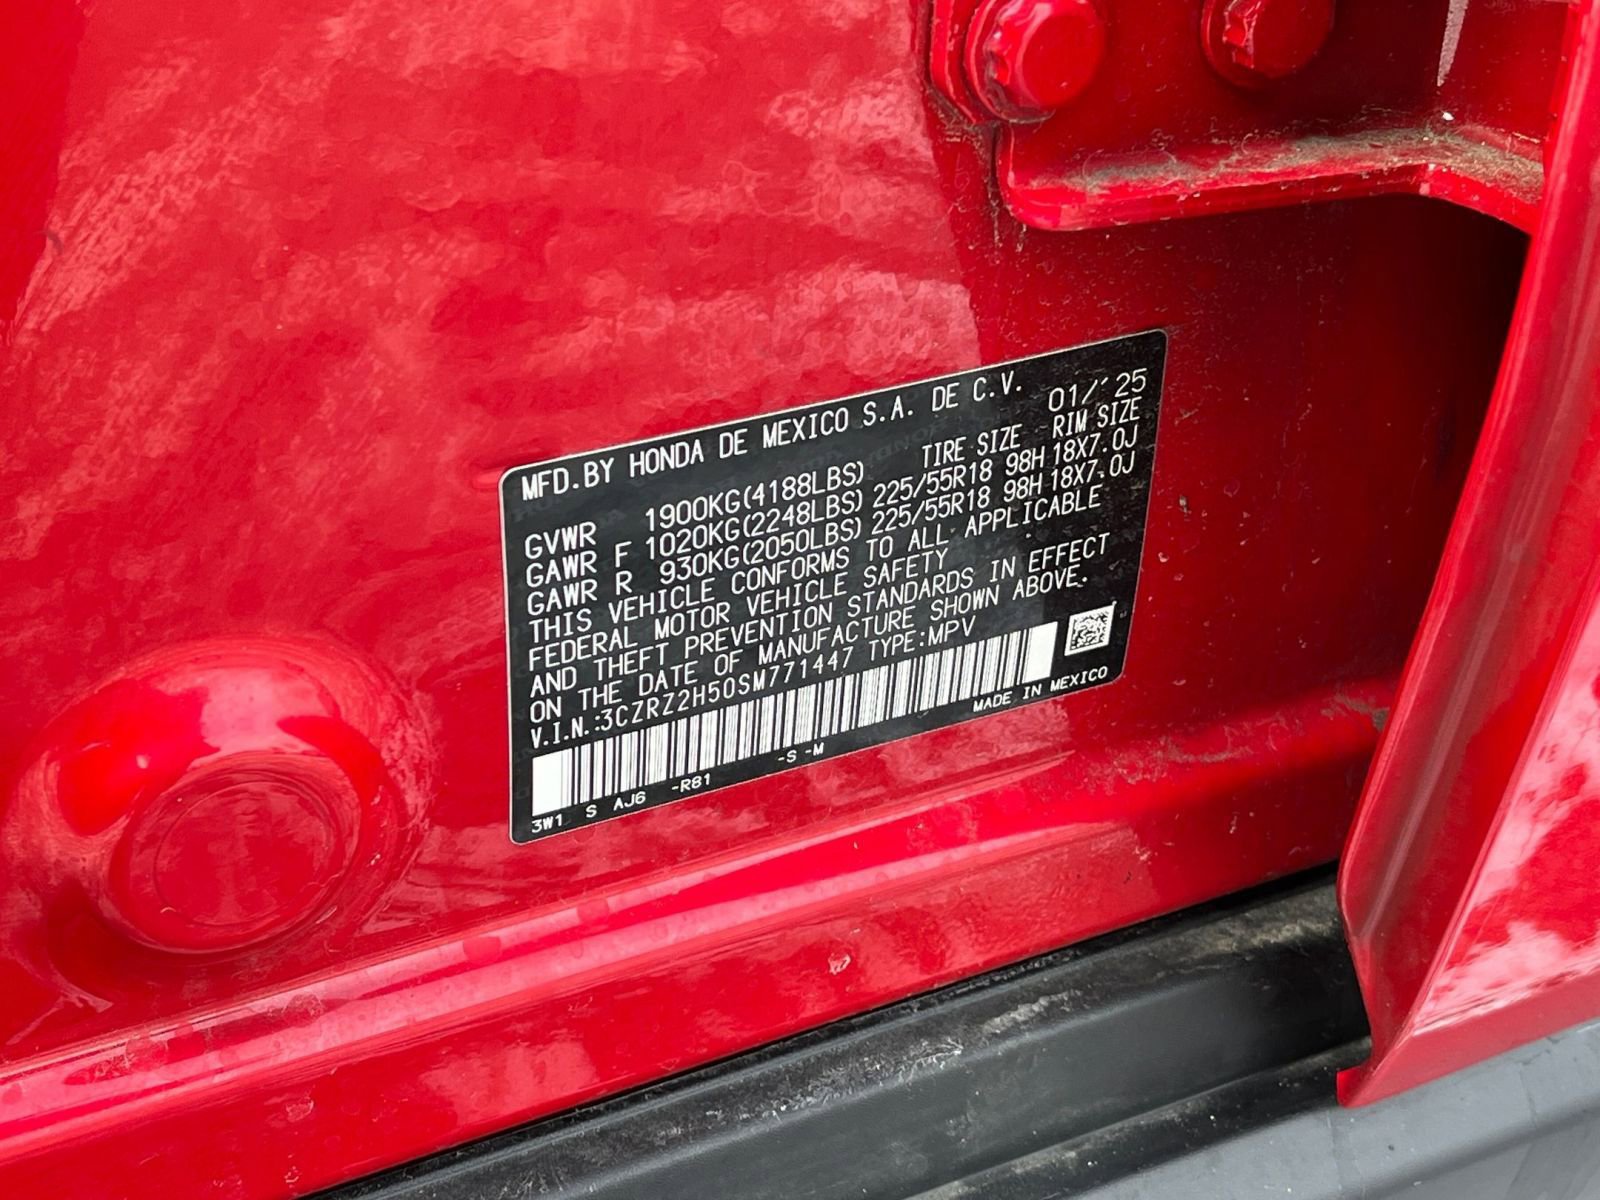 MFD.BY HONDA DE MEXICO S.A. DE C.V. 01/'25
TIRE SIZE RIM SIZE
GVWR 1900KG(4188LBS)
GAWR F 1020KG(2248LBS) 225/55R18 98H 18X7.0J
GAWR R 930KG(2050LBS) 225/55R18 98H 18X7.0J
THIS VEHICLE CONFORMS TO ALL APPLICABLE
FEDERAL MOTOR VEHICLE SAFETY
AND THEFT PREVENTION STANDARDS IN EFFECT
ON THE DATE OF MANUFACTURE SHOWN ABOVE.
V.I.N.:3CZRZ2H50SM771447 TYPE:MPV
MADE IN MEXICO
3W1 S AJ6 -R81 -S -M